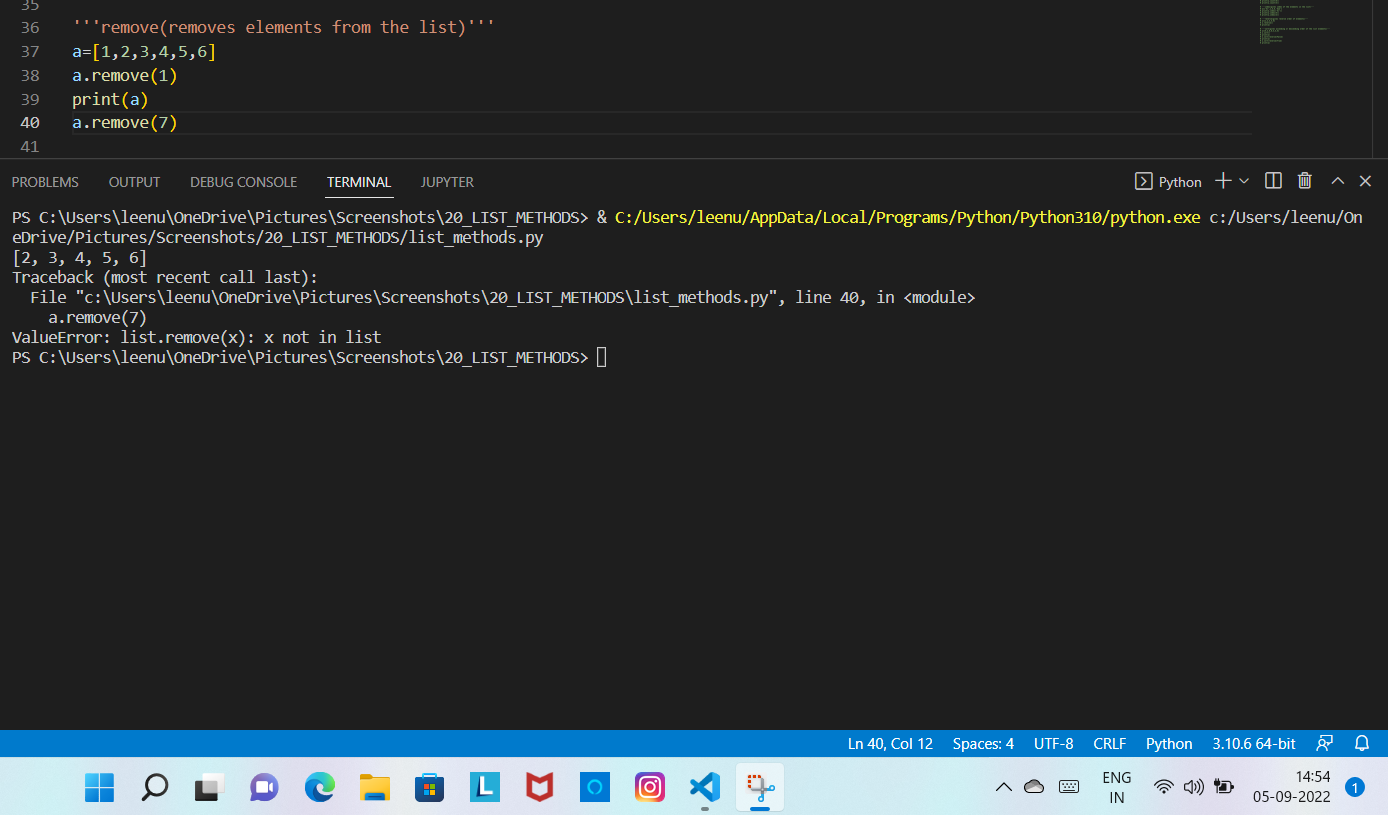 35
36 '''remove(removes elements from the list)'''
37 a=[1,2,3,4,5,6]
38 a.remove(1)
39 print(a)
40 a.remove(7)
41
PROBLEMS OUTPUT DEBUG CONSOLE TERMINAL JUPYTER Python
PS C:\Users\leenu\OneDrive\Pictures\Screenshots\20_LIST_METHODS> & C:/Users/leenu/AppData/Local/Programs/Python/Python310/python.exe c:/Users/leenu/On
eDrive/Pictures/Screenshots/20_LIST_METHODS/list_methods.py
[2, 3, 4, 5, 6]
Traceback (most recent call last):
  File "c:\Users\leenu\OneDrive\Pictures\Screenshots\20_LIST_METHODS\list_methods.py", line 40, in <module>
    a.remove(7)
ValueError: list.remove(x): x not in list
PS C:\Users\leenu\OneDrive\Pictures\Screenshots\20_LIST_METHODS>
Ln 40, Col 12 Spaces: 4 UTF-8 CRLF Python 3.10.6 64-bit
ENG 14:54
IN 05-09-2022 1